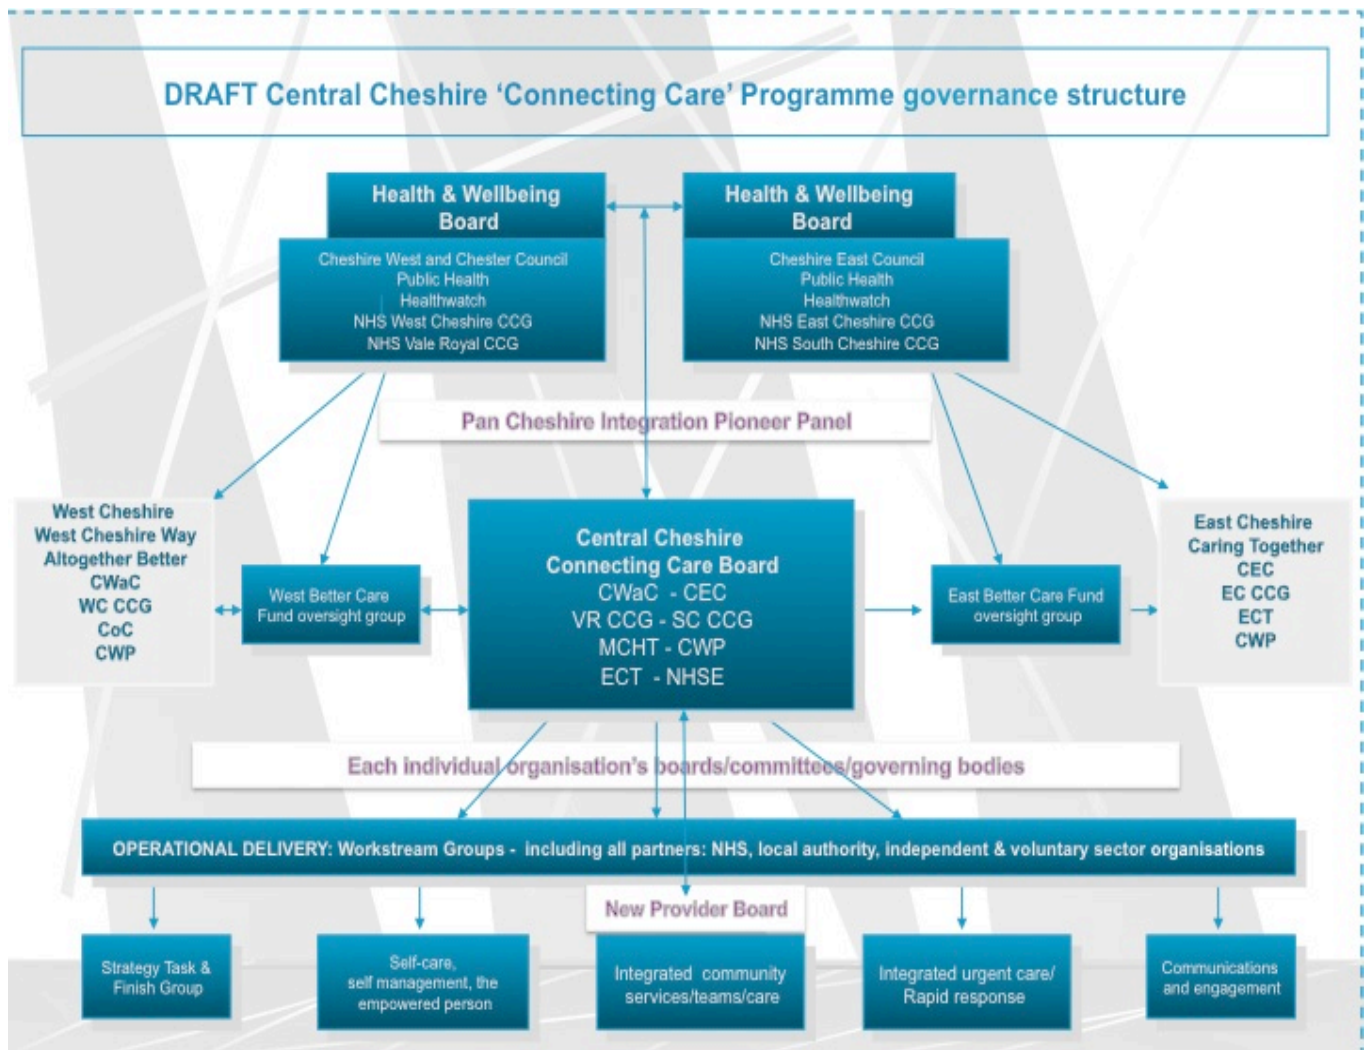 DRAFT Central Cheshire ‘Connecting Care’ Programme governance structure
Health & Wellbeing
Board
Cheshire West and Chester Council
Public Health
Healthwatch
NHS West Cheshire CCG
NHS Vale Royal CCG
Health & Wellbeing
Board
Cheshire East Council
Public Health
Healthwatch
NHS East Cheshire CCG
NHS South Cheshire CCG
Pan Cheshire Integration Pioneer Panel
West Cheshire
West Cheshire Way
Altogether Better
CWaC
WC CCG
CoC
CWP
West Better Care
Fund oversight group
Central Cheshire
Connecting Care Board
CWaC - CEC
VR CCG - SC CCG
MCHT - CWP
ECT - NHSE
East Better Care Fund
oversight group
East Cheshire
Caring Together
CEC
EC CCG
ECT
CWP
Each individual organisation’s boards/committees/governing bodies
OPERATIONAL DELIVERY: Workstream Groups - including all partners: NHS, local authority, independent & voluntary sector organisations
New Provider Board
Strategy Task &
Finish Group
Self-care,
self management, the
empowered person
Integrated community
services/teams/care
Integrated urgent care/
Rapid response
Communications
and engagement